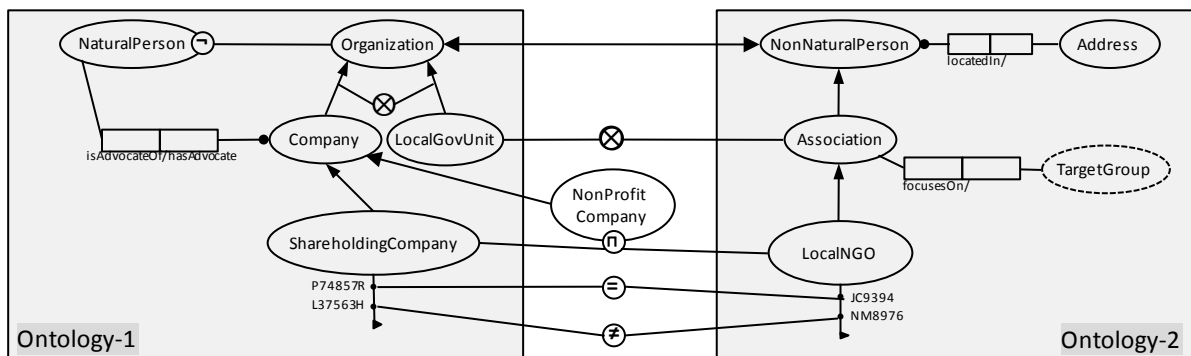 NaturalPerson
¬
Organization
NonNaturalPerson
locatedIn/
Address
Company
LocalGovUnit
Association
isAdvocateOf/hasAdvocate
focusesOn/
TargetGroup
NonProfit
Company
⊓
ShareholdingCompany
LocalNGO
P74857R
=
JC9394
L37563H
≠
NM8976
Ontology-1
Ontology-2